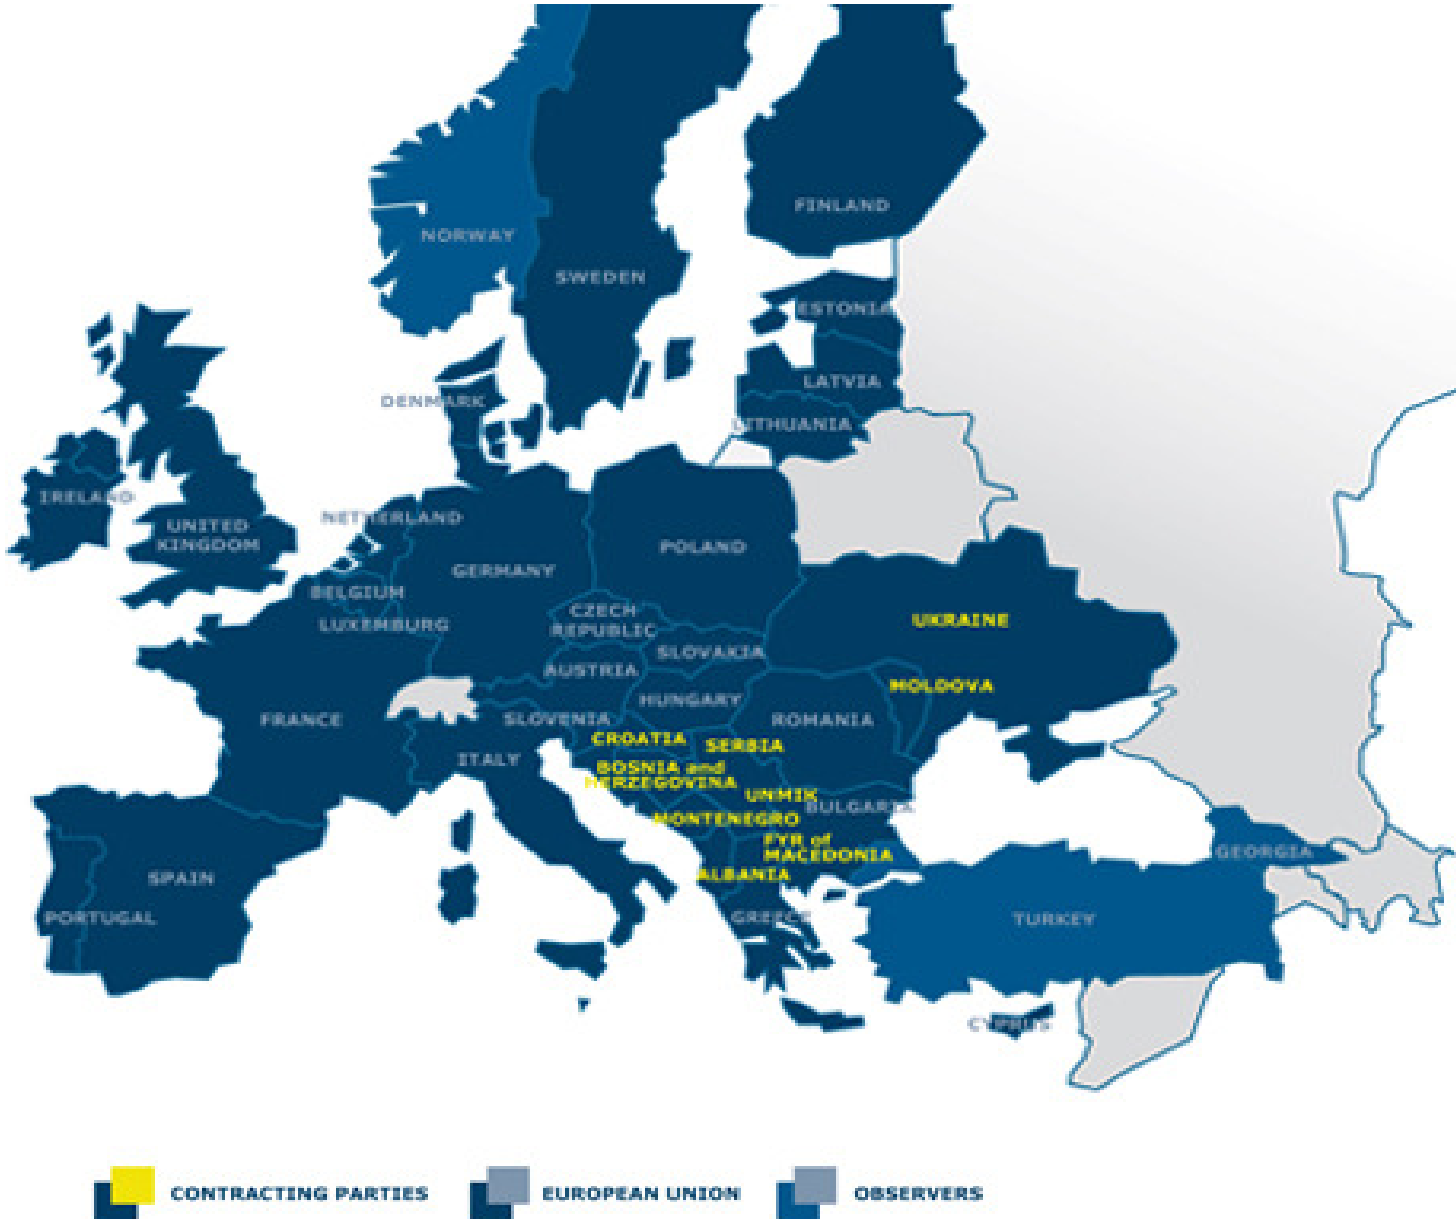 FINLAND
NORWAY
SWEDEN
ESTONIA
LATVIA
DENMARK
LITHUANIA
IRELAND
NETHERLAND
UNITED
KINGDOM
POLAND
GERMANY
BELGIUM
CZECH
REPUBLIC
UKRAINE
LUXEMBURG
SLOVAKIA
AUSTRIA
MOLDOVA
HUNGARY
FRANCE
SLOVENIA
ROMANIA
CROATIA
SERBIA
ITALY
BOSNIA and
HERZEGOVINA
UNMIK
BULGARIA
MONTENEGRO
FYR of
MACEDONIA
GEORGIA
ALBANIA
SPAIN
PORTUGAL
GREECE
TURKEY
CYPRUS
CONTRACTING PARTIES
EUROPEAN UNION
OBSERVERS